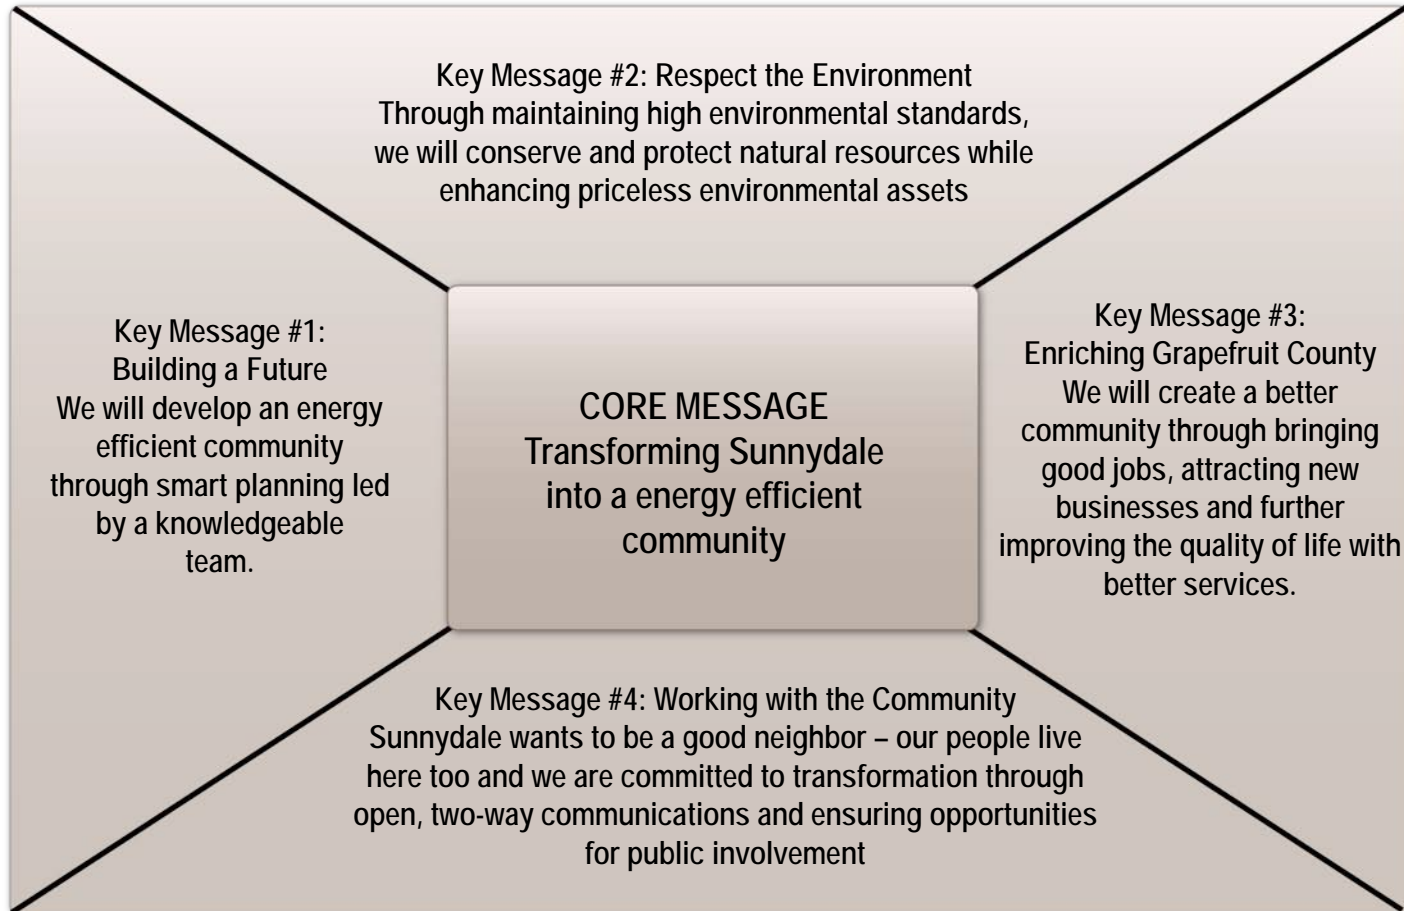 Key Message #2: Respect the Environment
Through maintaining high environmental standards,
we will conserve and protect natural resources while
enhancing priceless environmental assets
Key Message #1:
Building a Future
We will develop an energy
efficient community
through smart planning led
by a knowledgeable
team.
CORE MESSAGE
Transforming Sunnydale
into a energy efficient
community
Key Message #3:
Enriching Grapefruit County
We will create a better
community through bringing
good jobs, attracting new
businesses and further
improving the quality of life with
better services.
Key Message #4: Working with the Community
Sunnydale wants to be a good neighbor – our people live
here too and we are committed to transformation through
open, two-way communications and ensuring opportunities
for public involvement